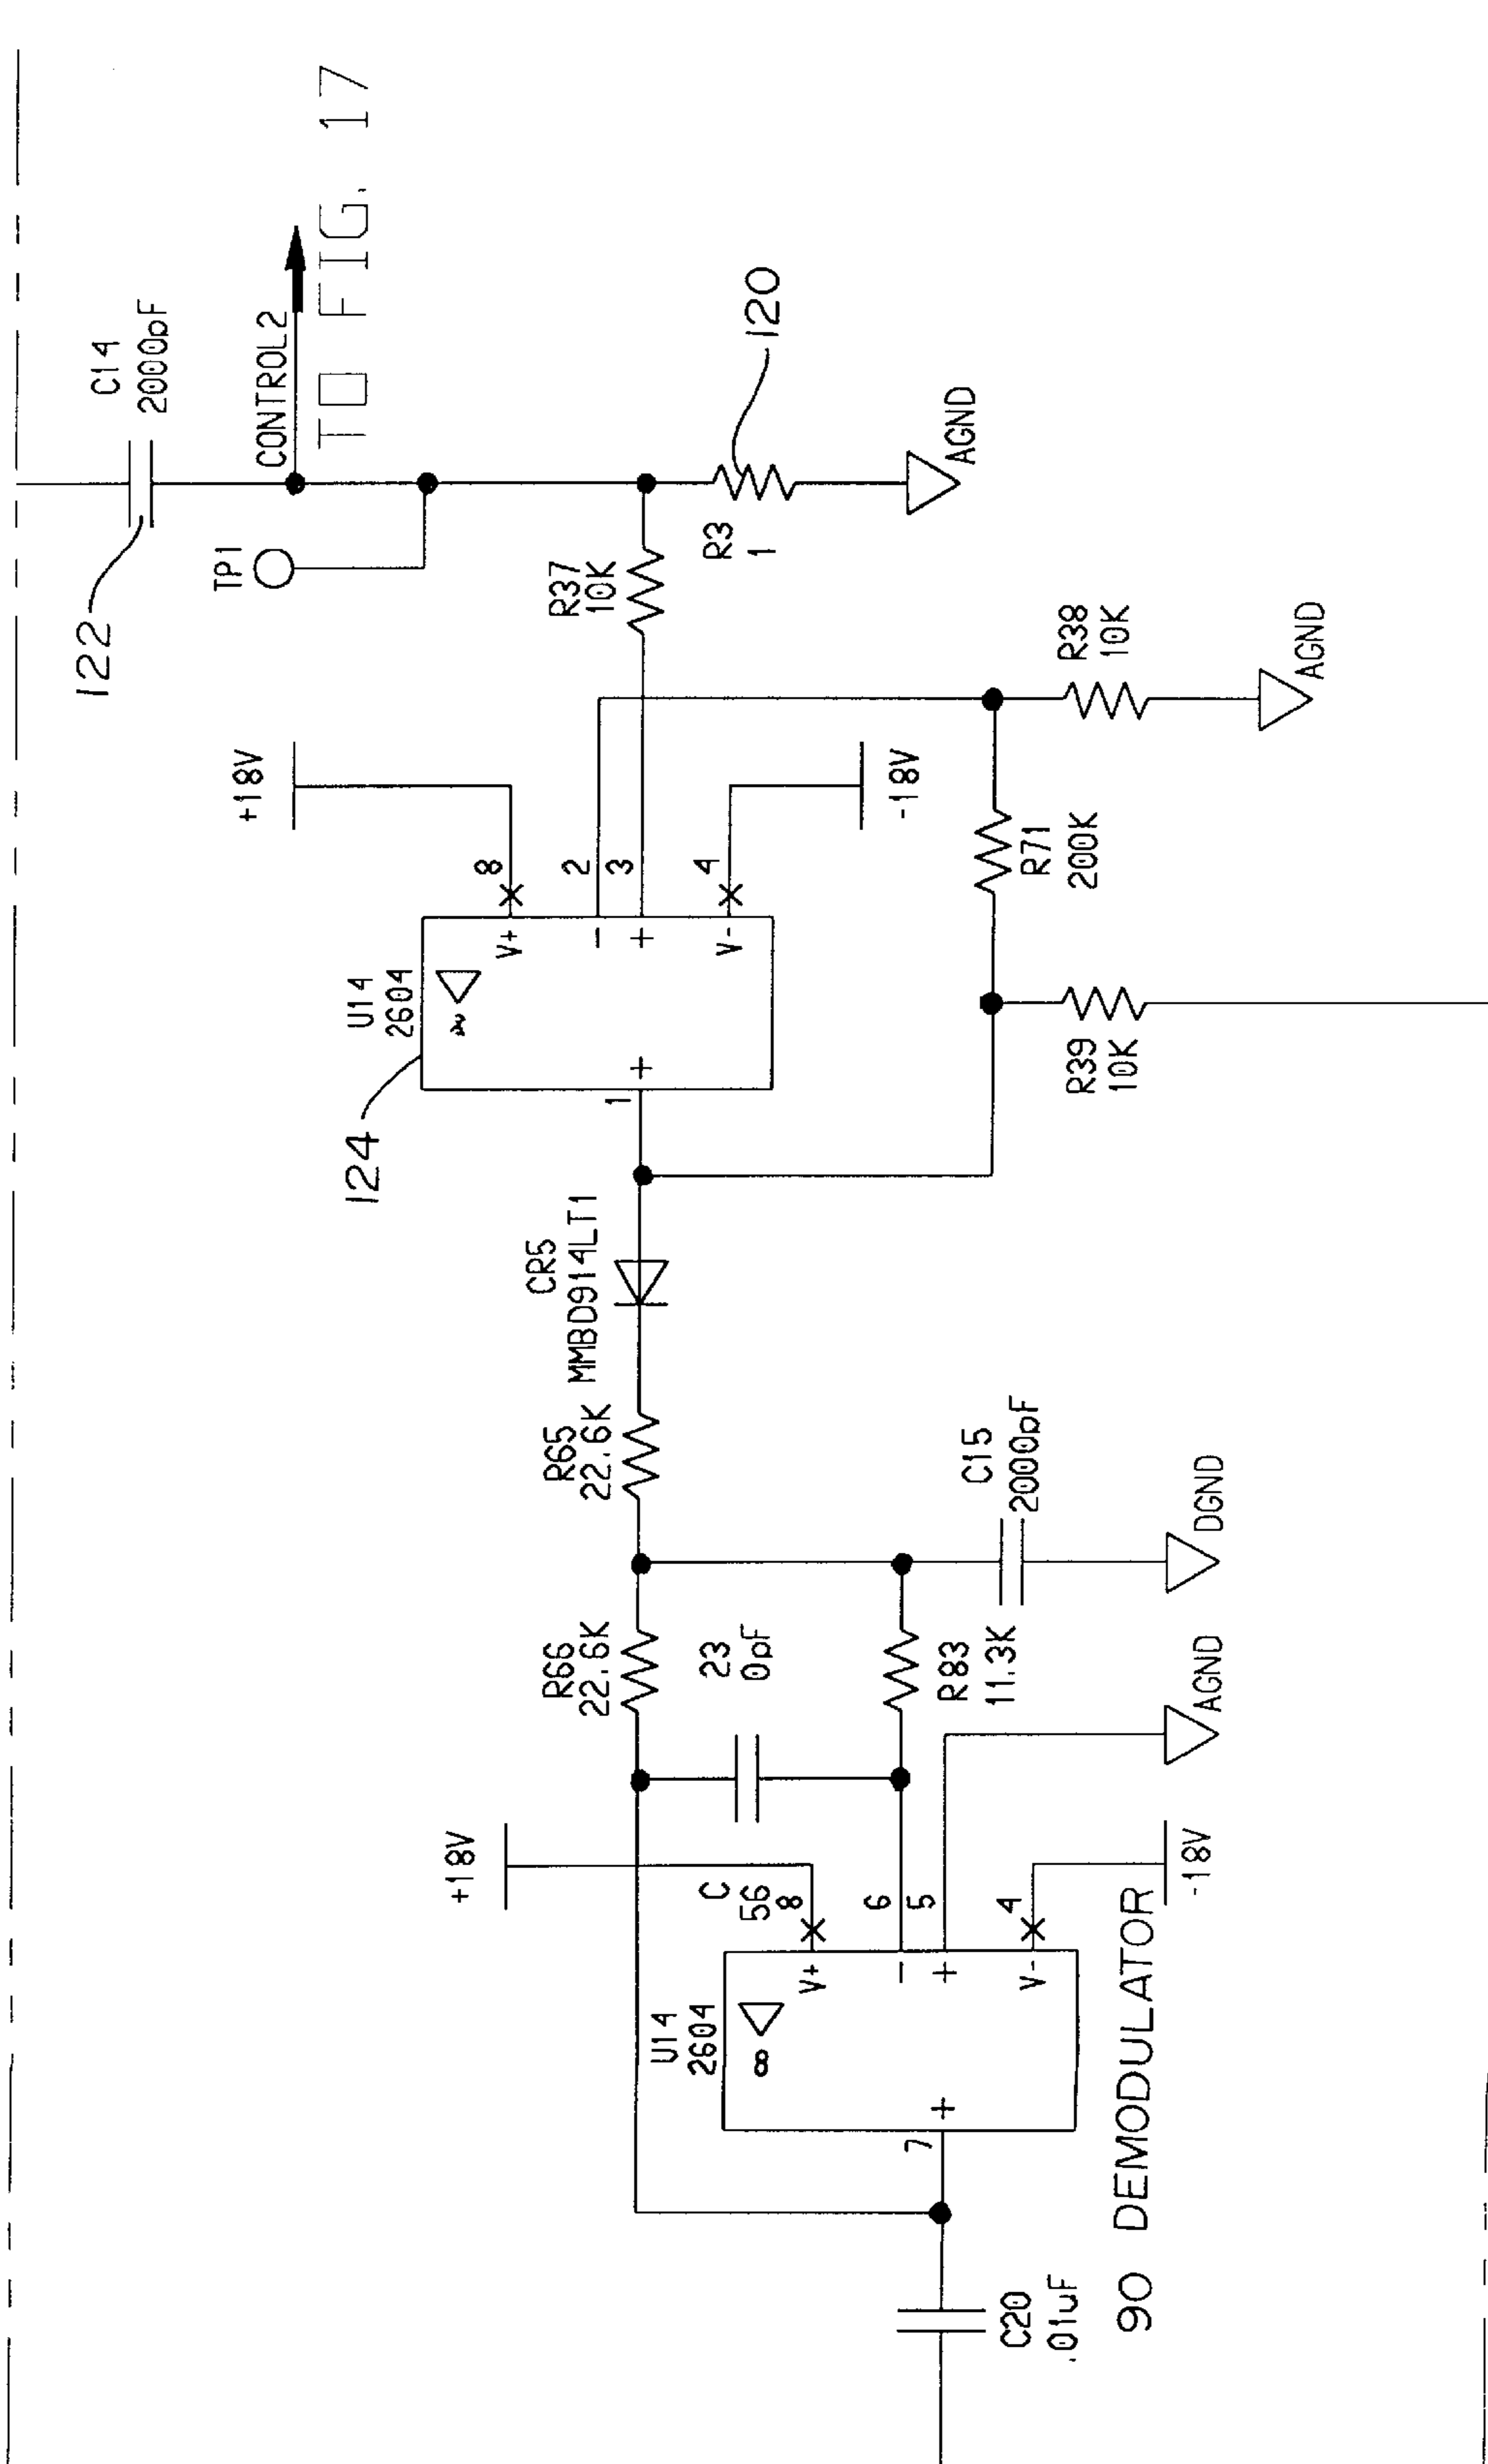 C14
2000pF
122
CONTROL2
TO FIG. 17
TP1
120
R3
1
AGND
R37
10K
+18V
-18V
R38
10K
AGND
R71
200K
U14
2604
124
8
2
3
4
V+
-
+
V-
+
1
R39
10K
CR5
MMBD914LT1
R65
22.6K
C15
2000pF
DGND
R66
22.6K
23
0pF
R83
11.3K
AGND
+18V
C
56
8
6
5
4
-18V
U14
2604
V+
-
+
V-
+
7
90 DEMODULATOR
C20
.01uF